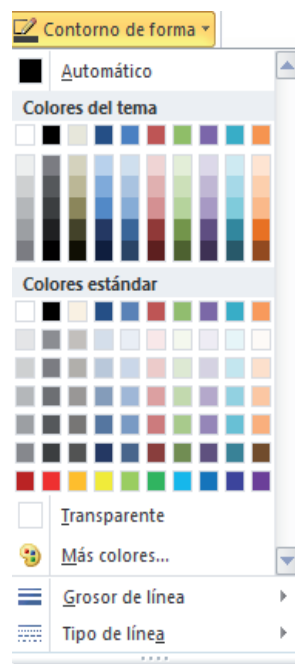 Contorno de forma
Automático
Colores del tema
Colores estándar
Transparente
Más colores...
Grosor de línea
Tipo de línea